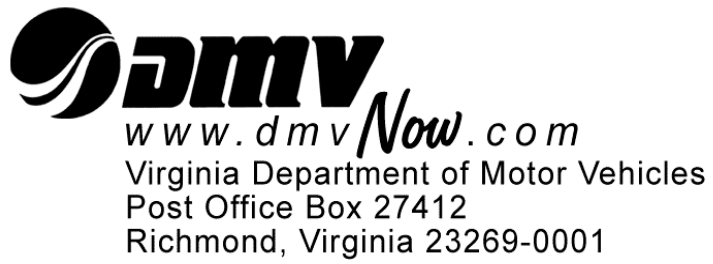 DMV
www.dmvNow.com
Virginia Department of Motor Vehicles
Post Office Box 27412
Richmond, Virginia 23269-0001